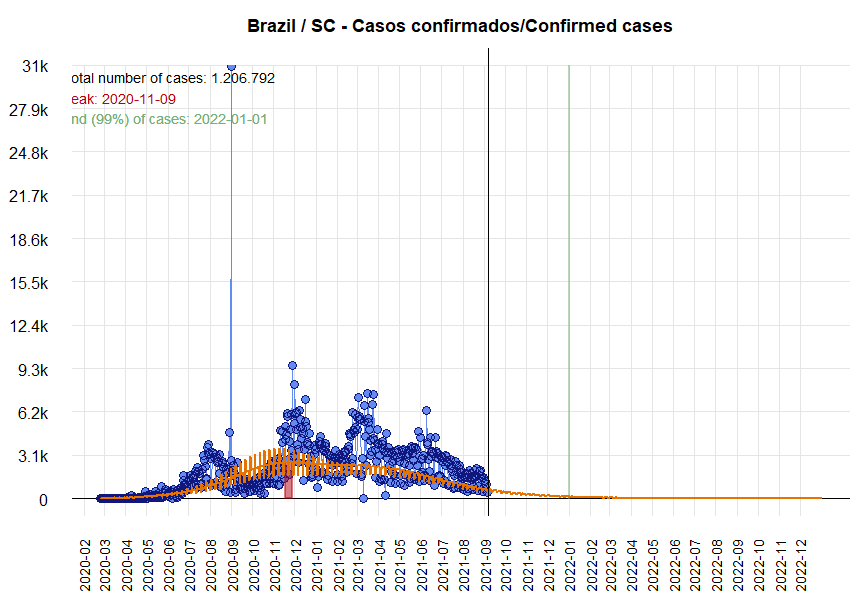 Brazil / SC - Casos confirmados/Confirmed cases
31k
otal number of cases: 1.206.792
eak: 2020-11-09
27.9k
nd (99%) of cases: 2022-01-01
24.8k
21.7k
18.6k
15.5k
12.4k
9.3k
6.2k
3.1k
0
2020-02
2020-03
2020-04
2020-05
2020-06
2020-07
2020-08
2020-09
2020-10
2020-11
2020-12
2021-01
2021-02
2021-03
2021-04
2021-05
2021-06
2021-07
2021-08
2021-09
2021-10
2021-11
2021-12
2022-01
2022-02
2022-03
2022-04
2022-05
2022-06
2022-07
2022-08
2022-09
2022-10
2022-11
2022-12